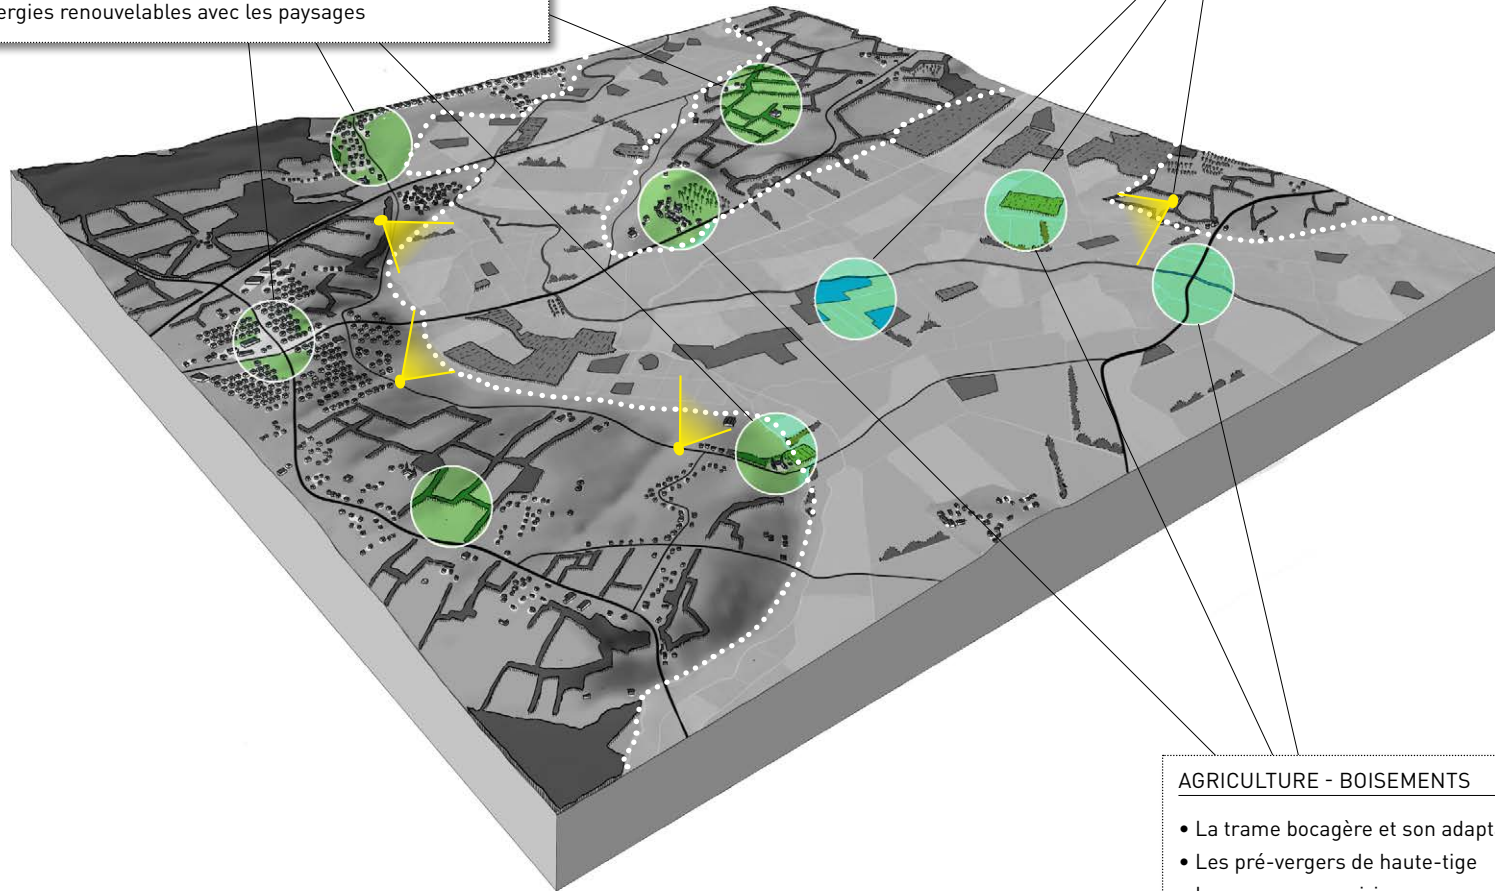 ergies renouvelables avec les paysages
AGRICULTURE - BOISEMENTS
• La trame bocagère et son adapt
• Les pré-vergers de haute-tige